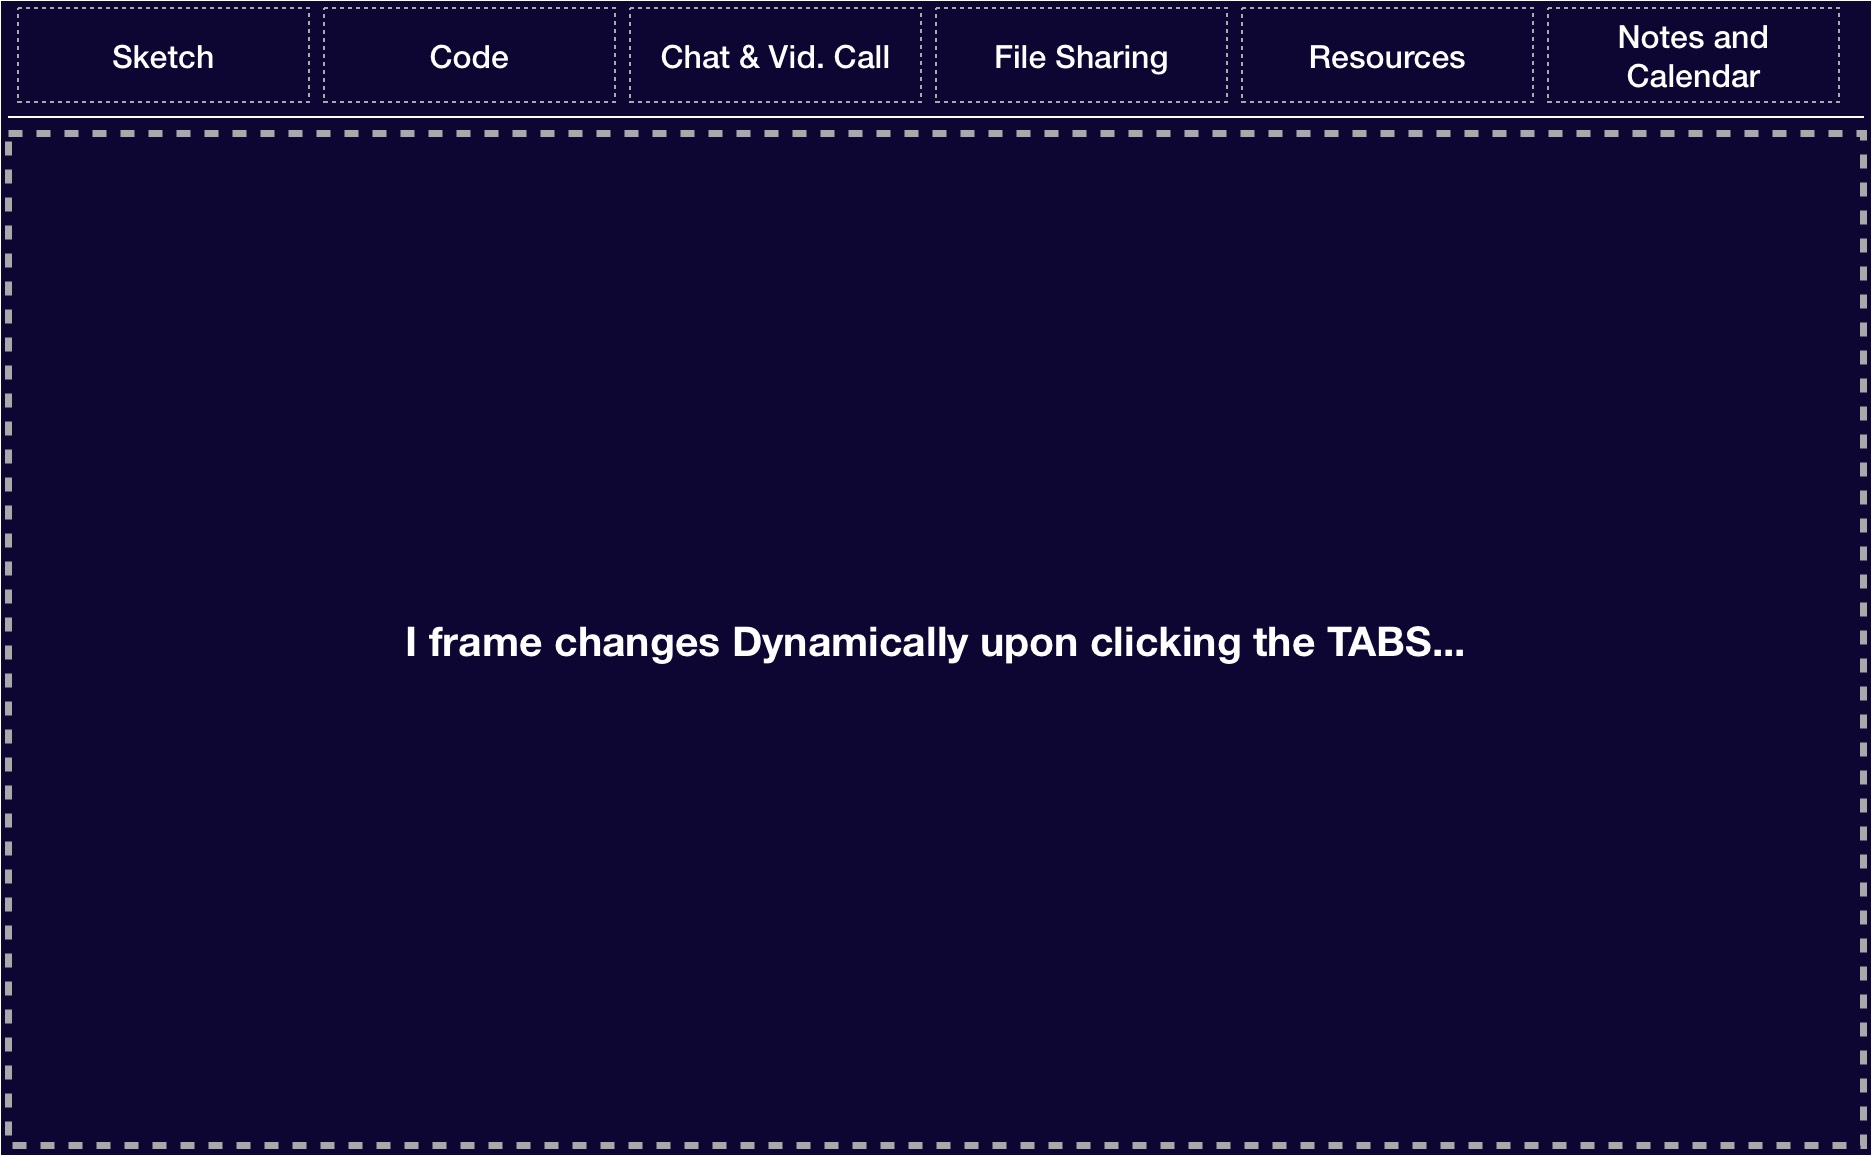 Sketch
Code
Chat & Vid. Call
File Sharing
Resources
Notes and
Calendar
I frame changes Dynamically upon clicking the TABS...